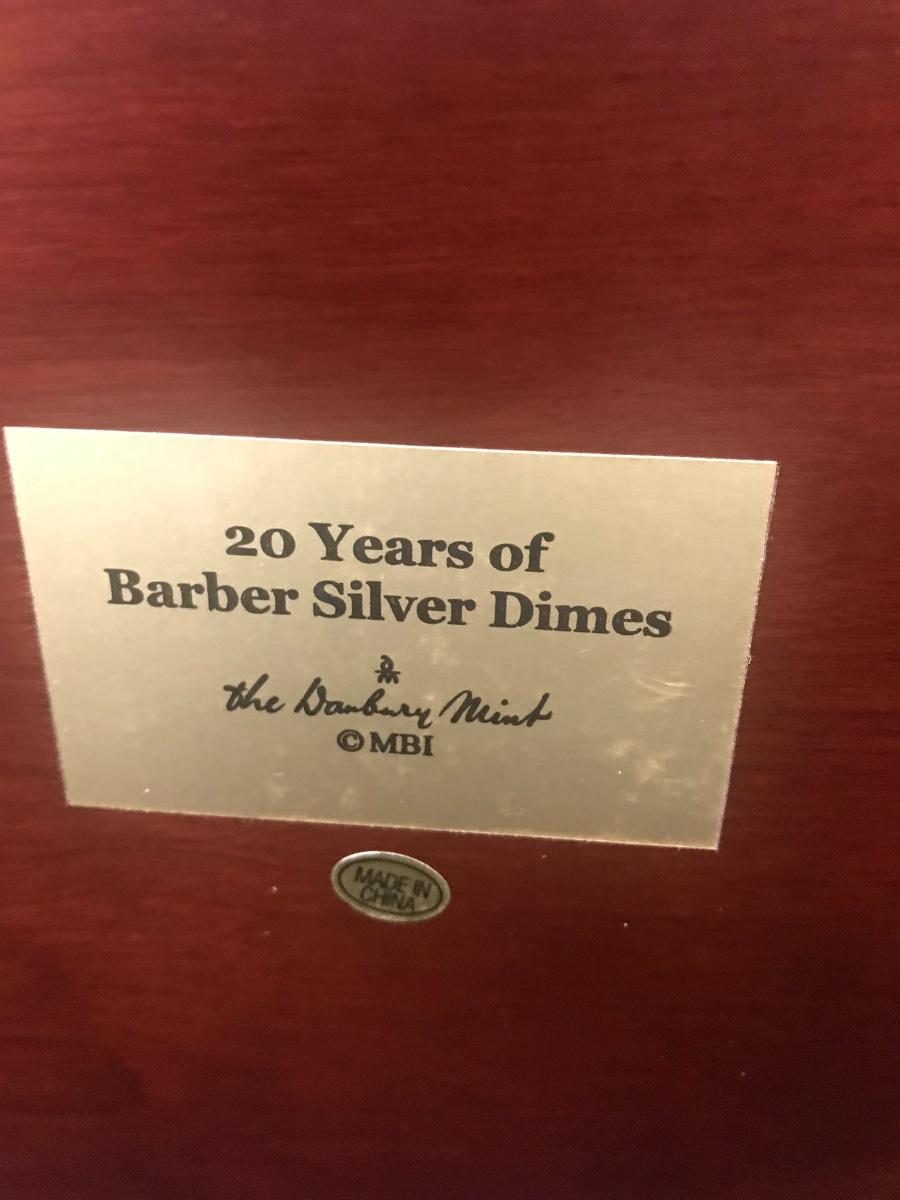 20 Years of
Barber Silver Dimes
the Danbury Mint
©MBI
MADE IN
CHINA